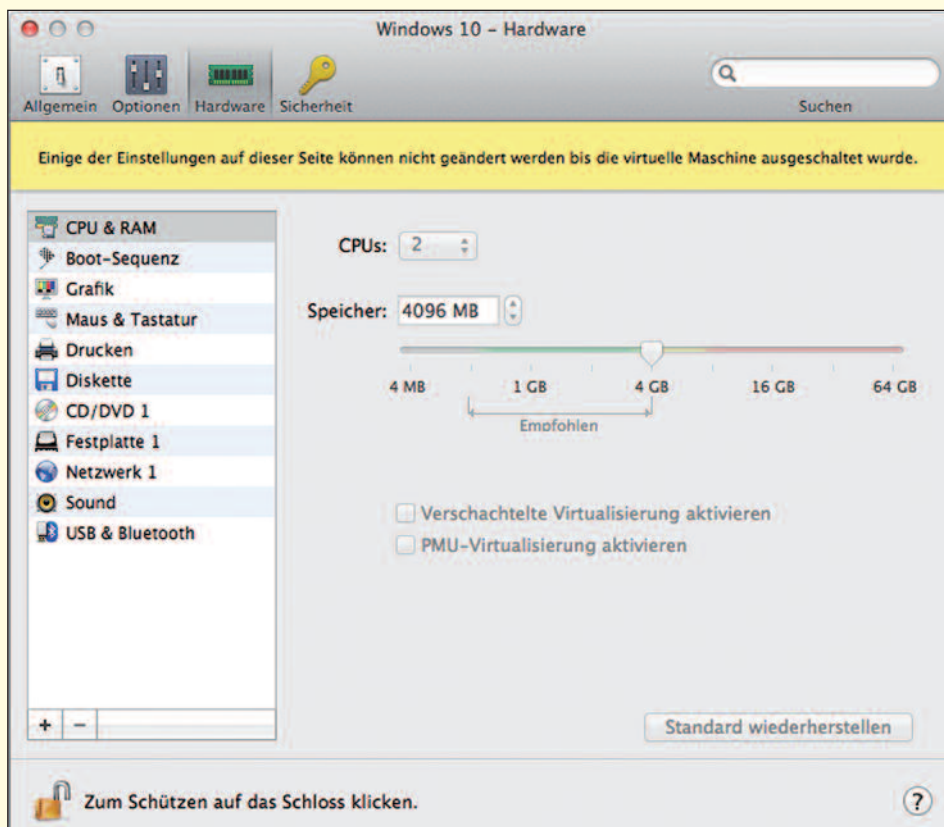 Windows 10 – Hardware
Allgemein Optionen Hardware Sicherheit
Suchen
Einige der Einstellungen auf dieser Seite können nicht geändert werden bis die virtuelle Maschine ausgeschaltet wurde.
CPU & RAM
Boot-Sequenz
Grafik
Maus & Tastatur
Drucken
Diskette
CD/DVD 1
Festplatte 1
Netzwerk 1
Sound
USB & Bluetooth
+ −
CPUs: 2
Speicher: 4096 MB
4 MB 1 GB 4 GB 16 GB 64 GB
Empfohlen
Verschachtelte Virtualisierung aktivieren
PMU-Virtualisierung aktivieren
Standard wiederherstellen
Zum Schützen auf das Schloss klicken.
?